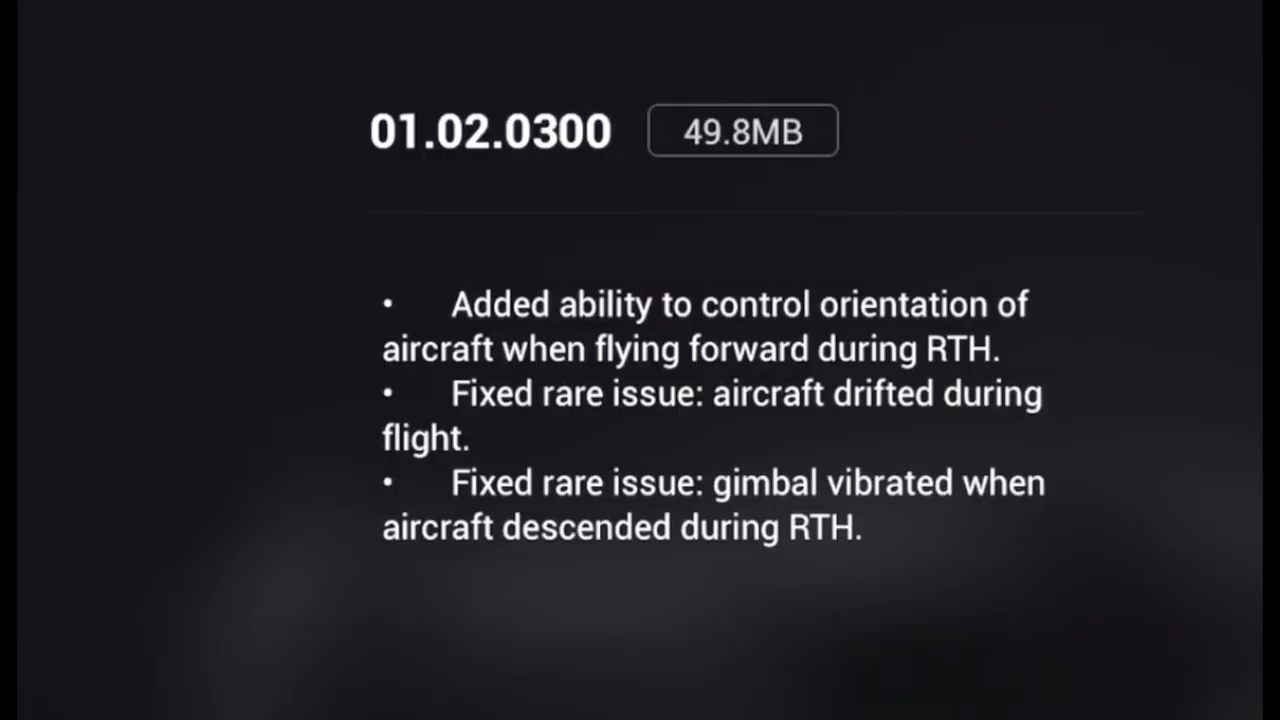 01.02.0300 49.8MB
• Added ability to control orientation of
aircraft when flying forward during RTH.
• Fixed rare issue: aircraft drifted during
flight.
• Fixed rare issue: gimbal vibrated when
aircraft descended during RTH.